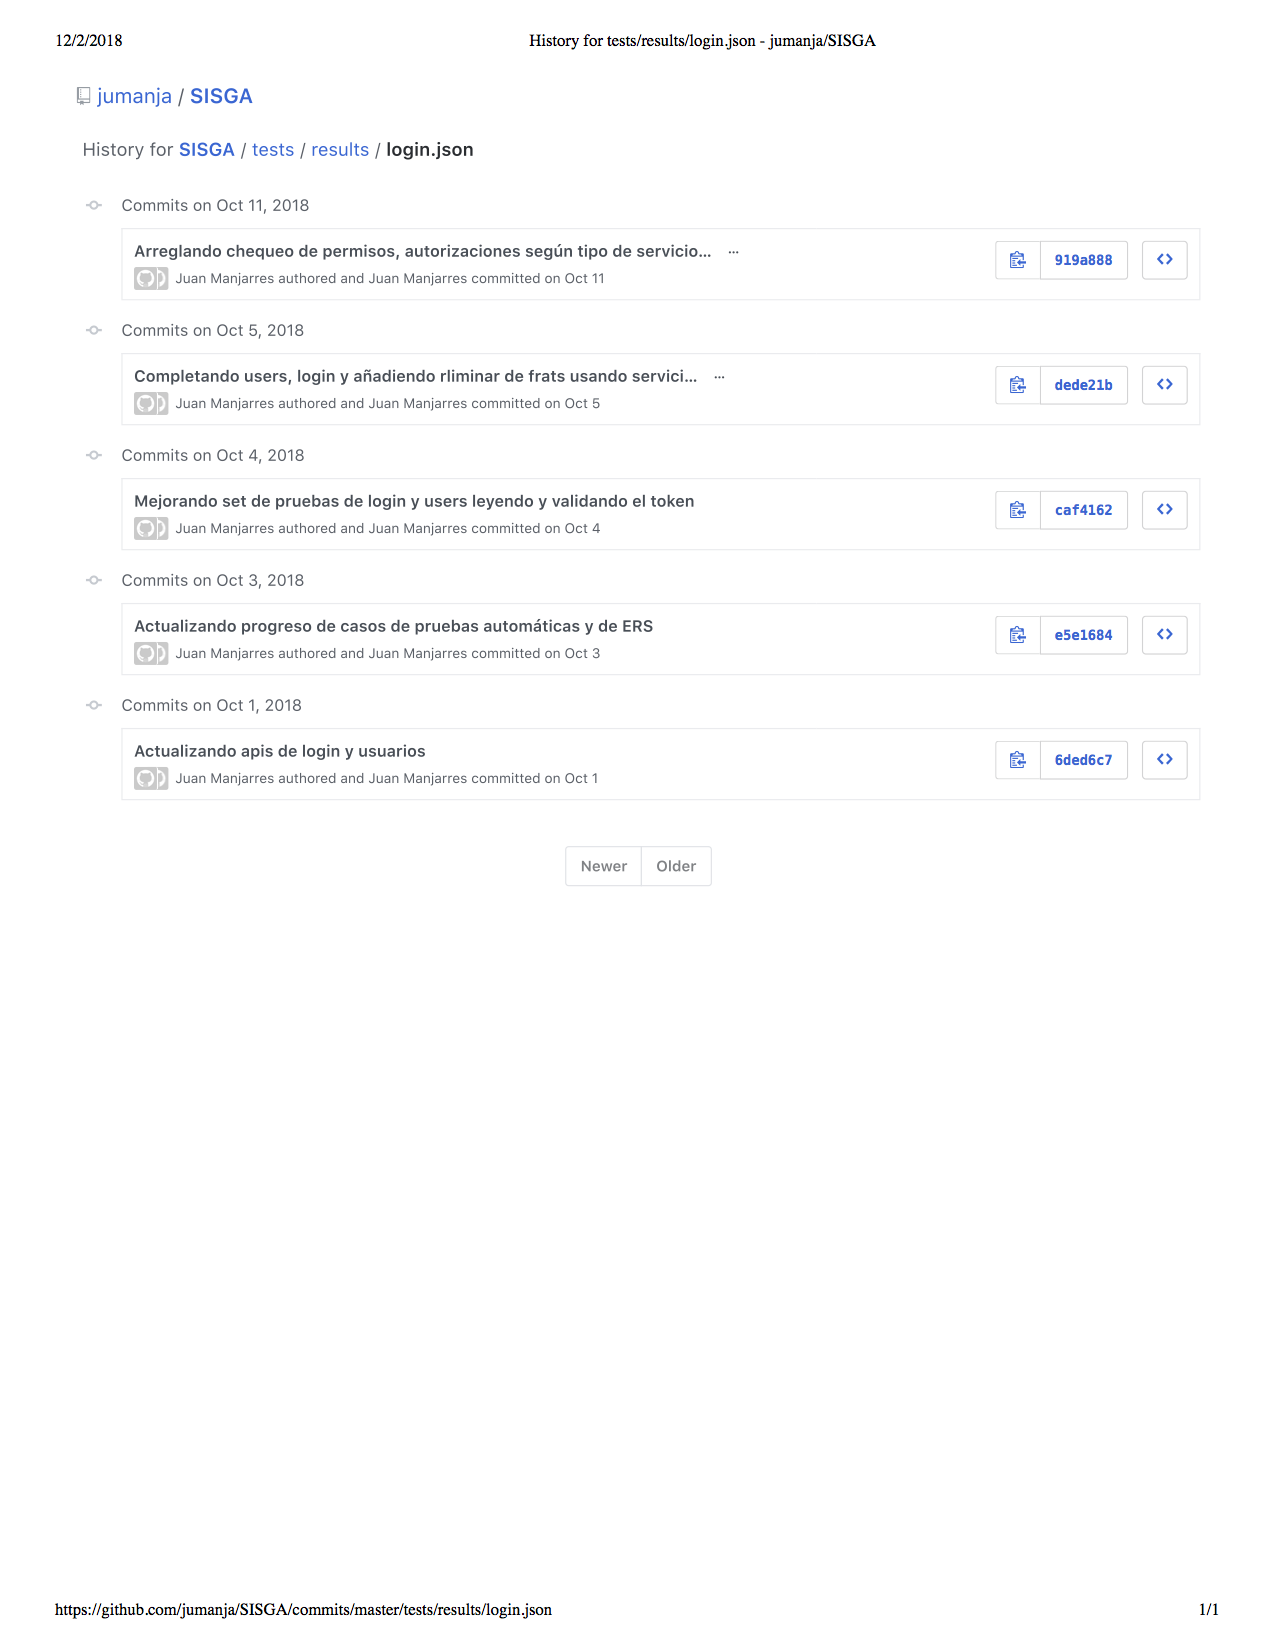 12/2/2018 History for tests/results/login.json - jumanja/SISGA
jumanja / SISGA
History for SISGA / tests / results / login.json
Commits on Oct 11, 2018
Arreglando chequeo de permisos, autorizaciones según tipo de servicio... ...
919a888
Juan Manjarres authored and Juan Manjarres committed on Oct 11
Commits on Oct 5, 2018
Completando users, login y añadiendo rliminar de frats usando servici... ...
dede21b
Juan Manjarres authored and Juan Manjarres committed on Oct 5
Commits on Oct 4, 2018
Mejorando set de pruebas de login y users leyendo y validando el token
caf4162
Juan Manjarres authored and Juan Manjarres committed on Oct 4
Commits on Oct 3, 2018
Actualizando progreso de casos de pruebas automáticas y de ERS
e5e1684
Juan Manjarres authored and Juan Manjarres committed on Oct 3
Commits on Oct 1, 2018
Actualizando apis de login y usuarios
6ded6c7
Juan Manjarres authored and Juan Manjarres committed on Oct 1
Newer Older
https://github.com/jumanja/SISGA/commits/master/tests/results/login.json 1/1